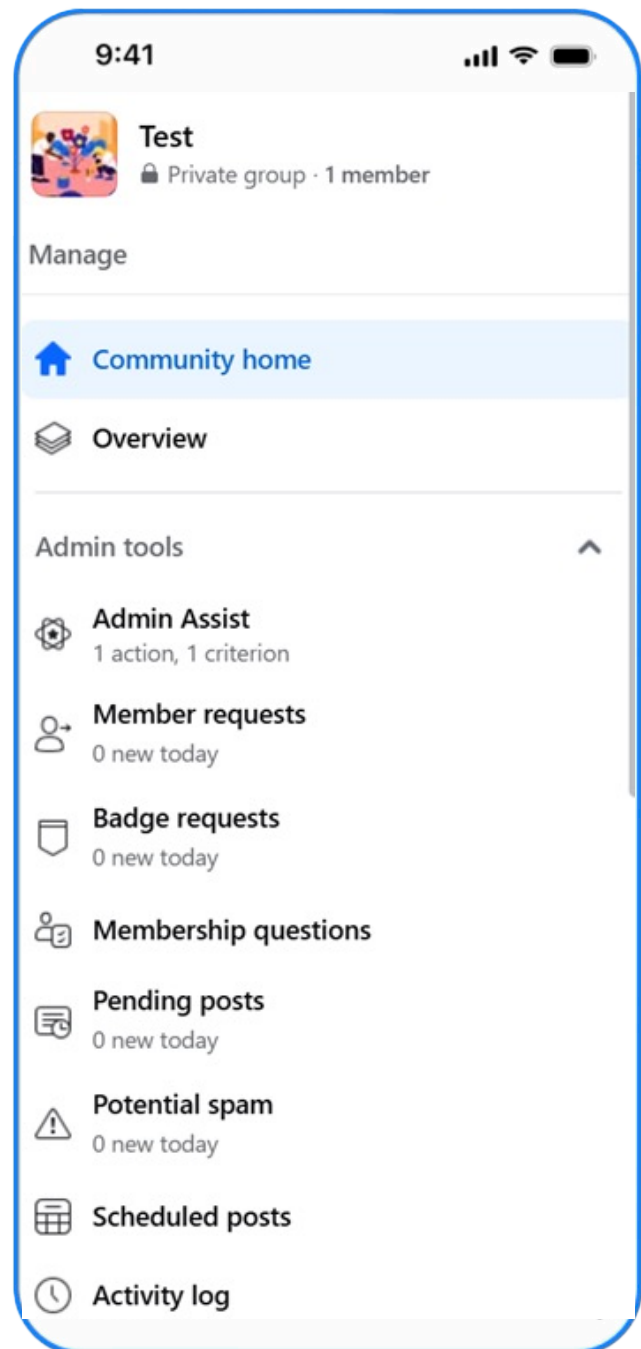 9:41
Test
Private group · 1 member
Manage
Community home
Overview
Admin tools
Admin Assist
1 action, 1 criterion
Member requests
0 new today
Badge requests
0 new today
Membership questions
Pending posts
0 new today
Potential spam
0 new today
Scheduled posts
Activity log